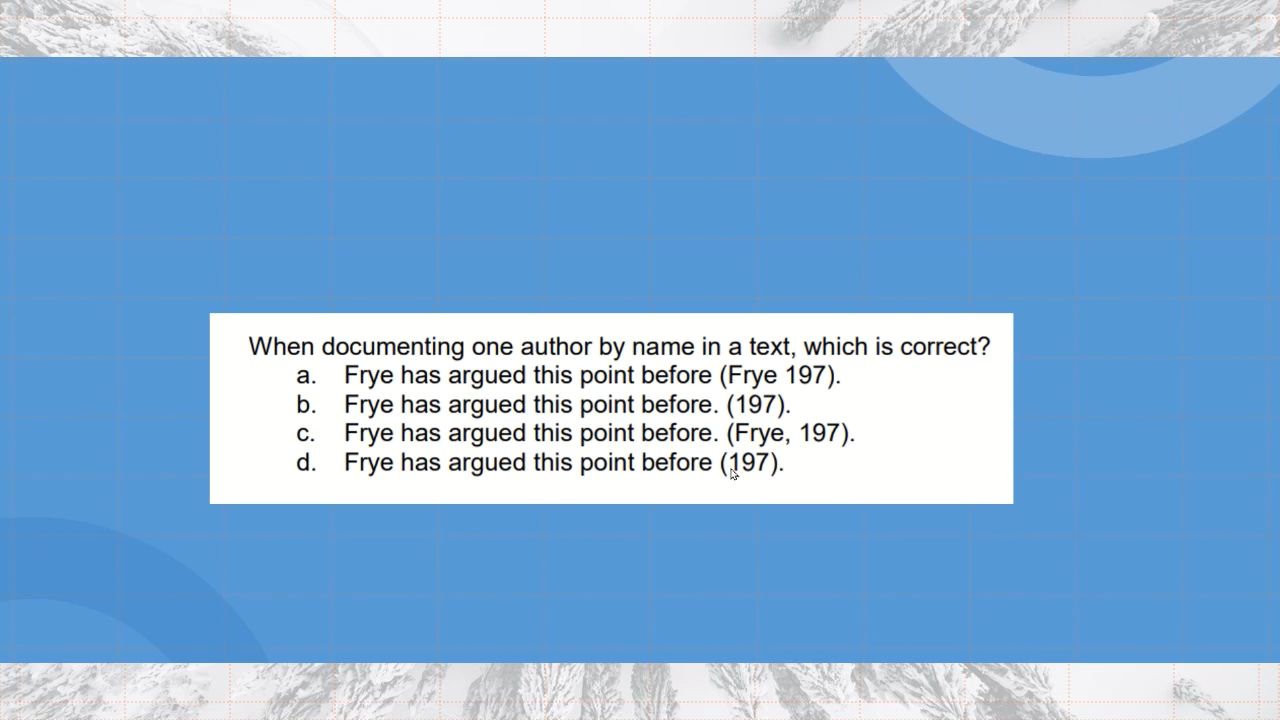 When documenting one author by name in a text, which is correct?
a. Frye has argued this point before (Frye 197).
b. Frye has argued this point before. (197).
c. Frye has argued this point before. (Frye, 197).
d. Frye has argued this point before (197).